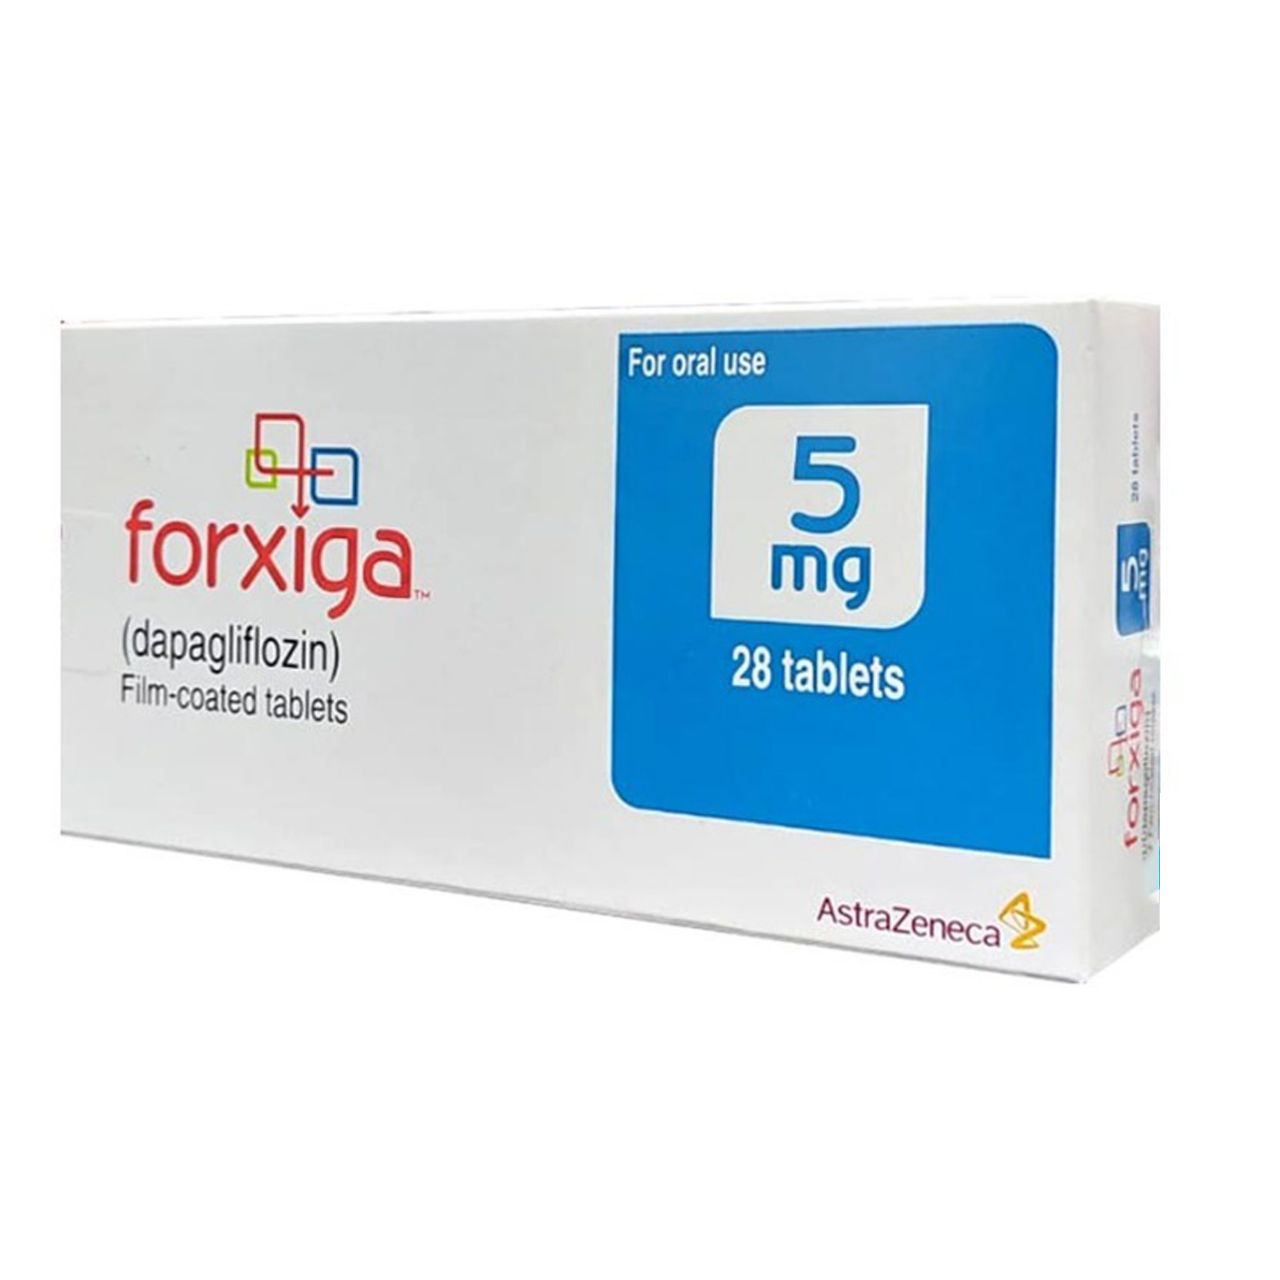 forxiga™
(dapagliflozin)
Film-coated tablets
For oral use
5
mg
28 tablets
AstraZeneca
28 tablets
5
mg
forxiga